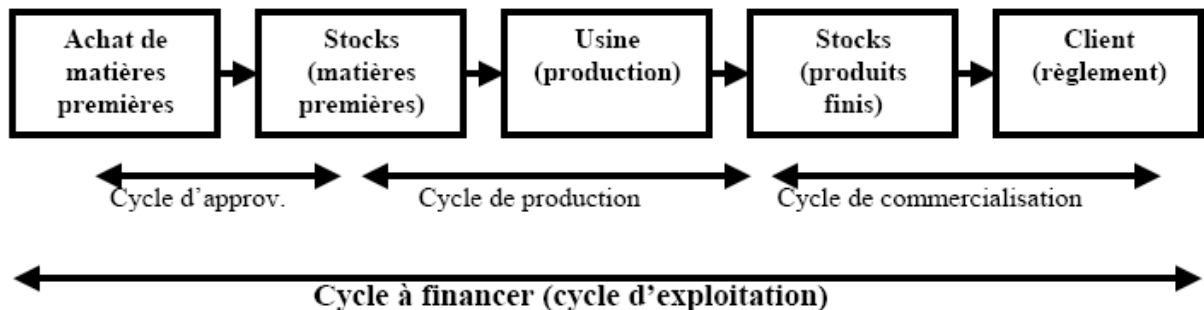 Achat de
matières
premières
Stocks
(matières
premières)
Usine
(production)
Stocks
(produits
finis)
Client
(règlement)
Cycle d'approv.
Cycle de production
Cycle de commercialisation
Cycle à financer (cycle d'exploitation)